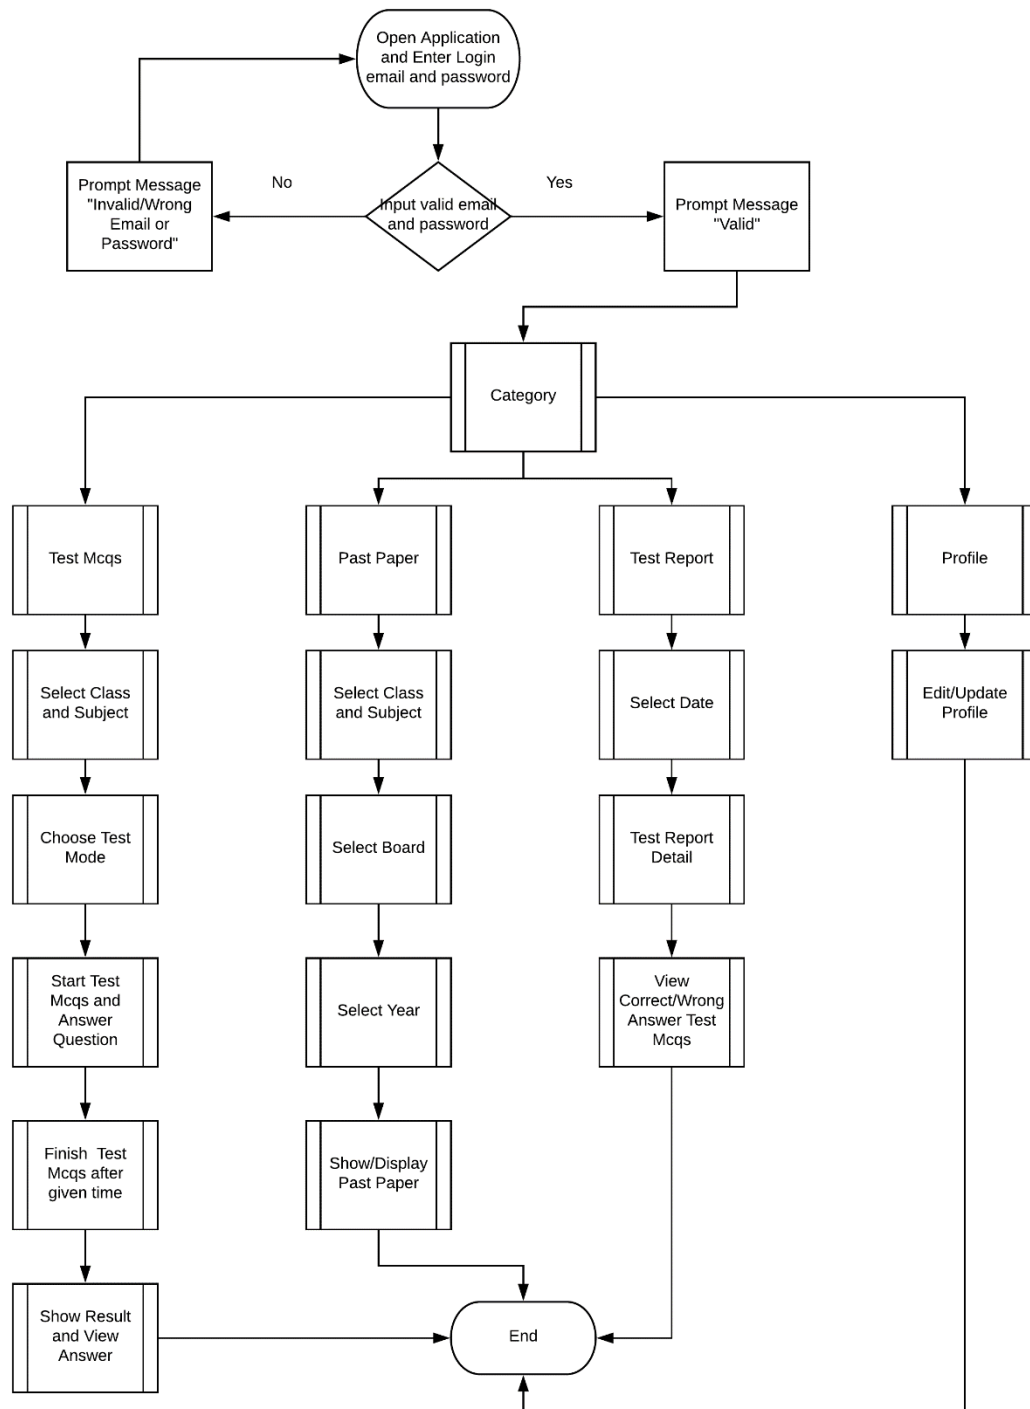 Open Application
and Enter Login
email and password
Prompt Message
"Invalid/Wrong
Email or
Password"
No
Input valid email
and password
Yes
Prompt Message
"Valid"
Category
Test Mcqs
Past Paper
Test Report
Profile
Select Class
and Subject
Select Class
and Subject
Select Date
Edit/Update
Profile
Choose Test
Mode
Select Board
Test Report
Detail
Start Test
Mcqs and
Answer
Question
Select Year
View
Correct/Wrong
Answer Test
Mcqs
Finish Test
Mcqs after
given time
Show/Display
Past Paper
Show Result
and View
Answer
End